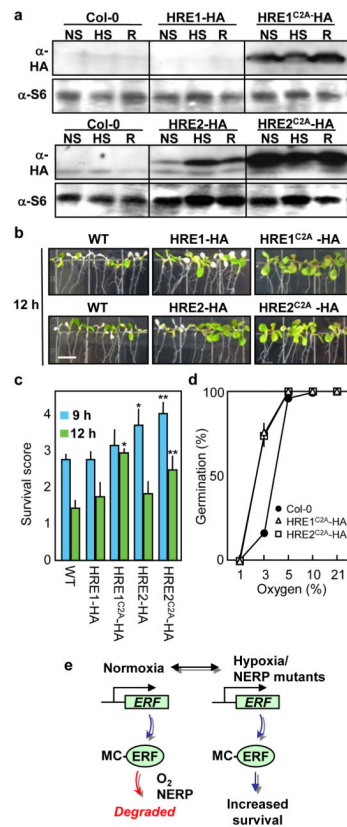 a
Col-0 HRE1-HA HRE1C2A-HA
NS HS R NS HS R NS HS R
α-
HA
α-S6
Col-0 HRE2-HA HRE2C2A-HA
NS HS R NS HS R NS HS R
α-
HA
α-S6
b
WT HRE1-HA HRE1C2A -HA
12 h
WT HRE2-HA HRE2C2A -HA
c
Survival score
4
3
2
1
0
9 h
12 h
* ** * **
WT
HRE1-HA
HRE1C2A-HA
HRE2-HA
HRE2C2A-HA
d
Germination (%)
100
50
0
Col-0
HRE1C2A-HA
HRE2C2A-HA
1 3 5 10 21
Oxygen (%)
e
Normoxia Hypoxia/
NERP mutants
ERF ERF
MC-ERF MC-ERF
O2
NERP
Degraded Increased
survival